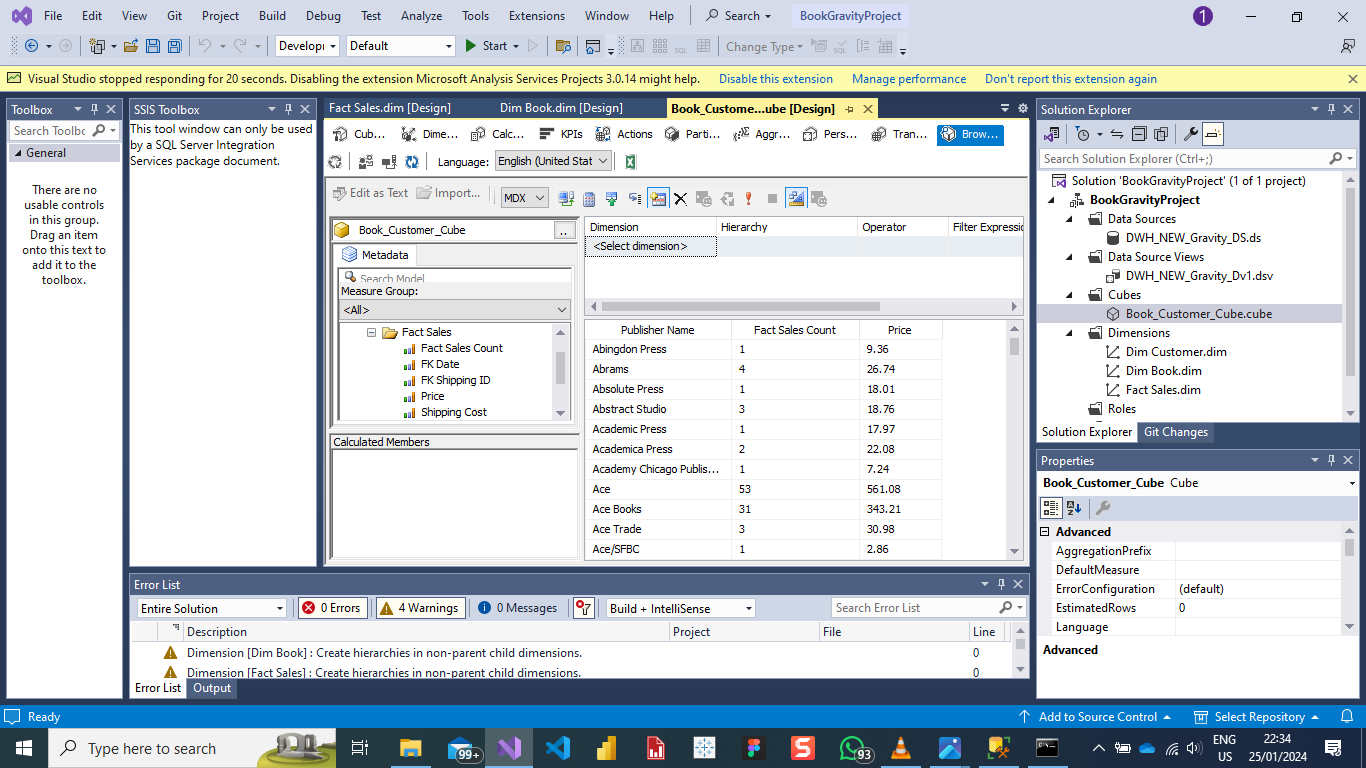 File Edit View Git Project Build Debug Test Analyze Tools Extensions Window Help Search BookGravityProject 1
Developr Default Start Change Type
Visual Studio stopped responding for 20 seconds. Disabling the extension Microsoft Analysis Services Projects 3.0.14 might help. Disable this extension Manage performance Don't report this extension again
Toolbox
Search Toolbc
General
There are no
usable controls
in this group.
Drag an item
onto this text to
add it to the
toolbox.
SSIS Toolbox
This tool window can only be used
by a SQL Server Integration
Services package document.
Fact Sales.dim [Design] Dim Book.dim [Design] Book_Custome...ube [Design]
Cub... Dime... Calc... KPIs Actions Parti... Aggr... Pers... Tran... Brow...
Language: English (United Stat
Edit as Text Import... MDX
Book_Customer_Cube ..
Metadata
Search Model
Measure Group:
<All>
Fact Sales
Fact Sales Count
FK Date
FK Shipping ID
Price
Shipping Cost
Calculated Members
Dimension Hierarchy Operator Filter Expressio
<Select dimension>
Publisher Name Fact Sales Count Price
Abingdon Press 1 9.36
Abrams 4 26.74
Absolute Press 1 18.01
Abstract Studio 3 18.76
Academic Press 1 17.97
Academica Press 2 22.08
Academy Chicago Publis... 1 7.24
Ace 53 561.08
Ace Books 31 343.21
Ace Trade 3 30.98
Ace/SFBC 1 2.86
Solution Explorer
Search Solution Explorer (Ctrl+;)
Solution 'BookGravityProject' (1 of 1 project)
BookGravityProject
Data Sources
DWH_NEW_Gravity_DS.ds
Data Source Views
DWH_NEW_Gravity_Dv1.dsv
Cubes
Book_Customer_Cube.cube
Dimensions
Dim Customer.dim
Dim Book.dim
Fact Sales.dim
Roles
Solution Explorer Git Changes
Properties
Book_Customer_Cube Cube
Advanced
AggregationPrefix
DefaultMeasure
ErrorConfiguration (default)
EstimatedRows 0
Language
Advanced
Error List
Entire Solution 0 Errors 4 Warnings 0 Messages Build + IntelliSense Search Error List
Description Project File Line
Dimension [Dim Book] : Create hierarchies in non-parent child dimensions. 0
Dimension [Fact Sales] : Create hierarchies in non-parent child dimensions. 0
Error List Output
Ready Add to Source Control Select Repository
Type here to search 99+ 93 ENG US 22:34 25/01/2024